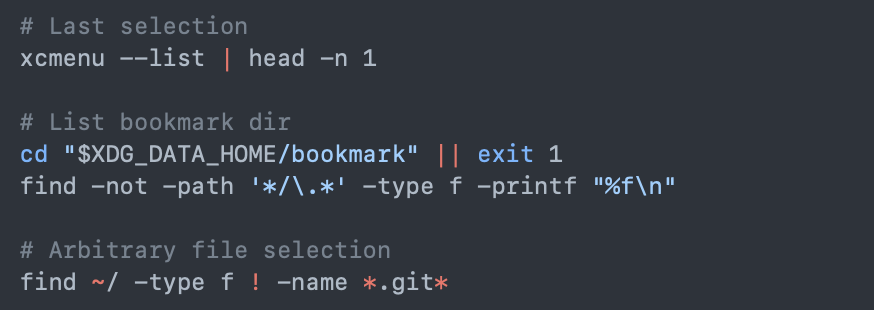 # Last selection
xcmenu --list | head -n 1
# List bookmark dir
cd "$XDG_DATA_HOME/bookmark" || exit 1
find -not -path '*/\.*' -type f -printf "%f\n"
# Arbitrary file selection
find ~/ -type f ! -name *.git*